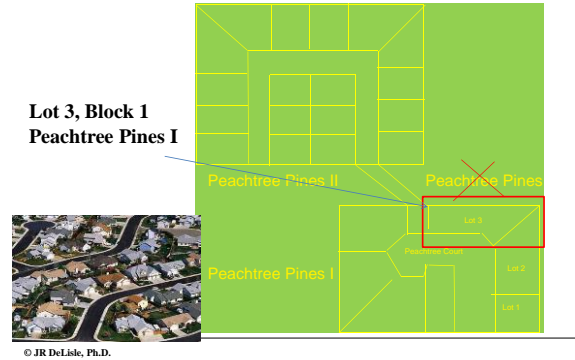 Lot 3, Block 1
Peachtree Pines I
Peachtree Pines II
Peachtree Pines
Lot 3
Peachtree Court
Peachtree Pines I
Lot 2
Lot 1
© JR DeLisle, Ph.D.